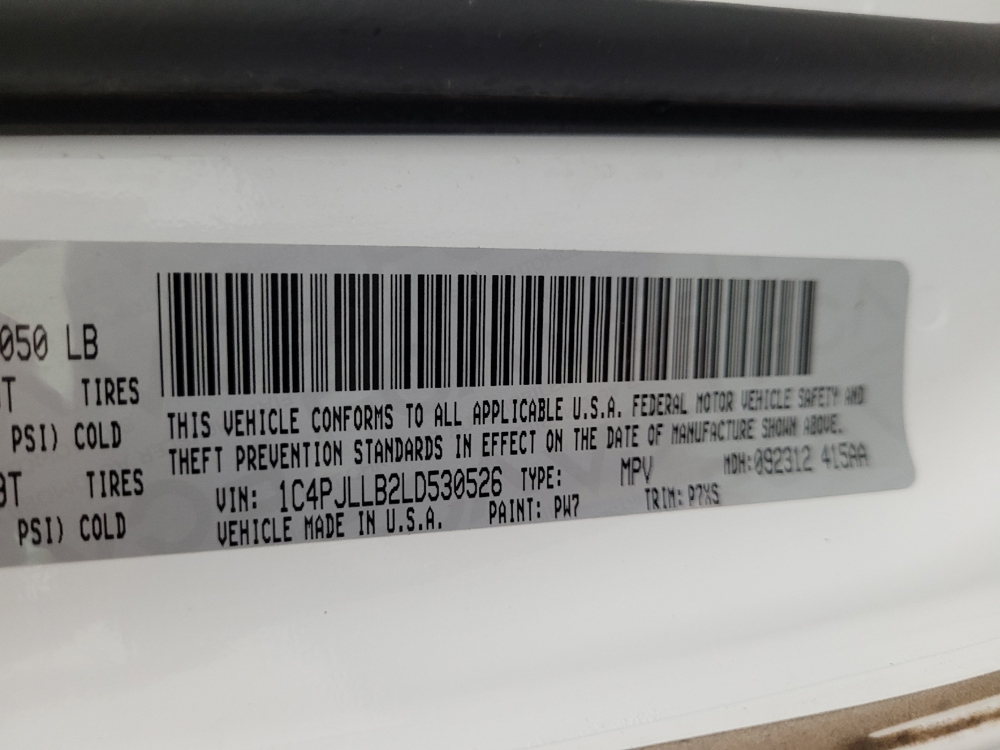 050 LB
TIRES
PSI) COLD
TIRES
PSI) COLD
THIS VEHICLE CONFORMS TO ALL APPLICABLE U.S.A. FEDERAL MOTOR VEHICLE SAFETY AND
THEFT PREVENTION STANDARDS IN EFFECT ON THE DATE OF MANUFACTURE SHOWN ABOVE.
VIN: 1C4PJLLB2LD530526 TYPE: MPV MDH: 092312 415AA
VEHICLE MADE IN U.S.A. PAINT: PW7 TRIM: P7XS